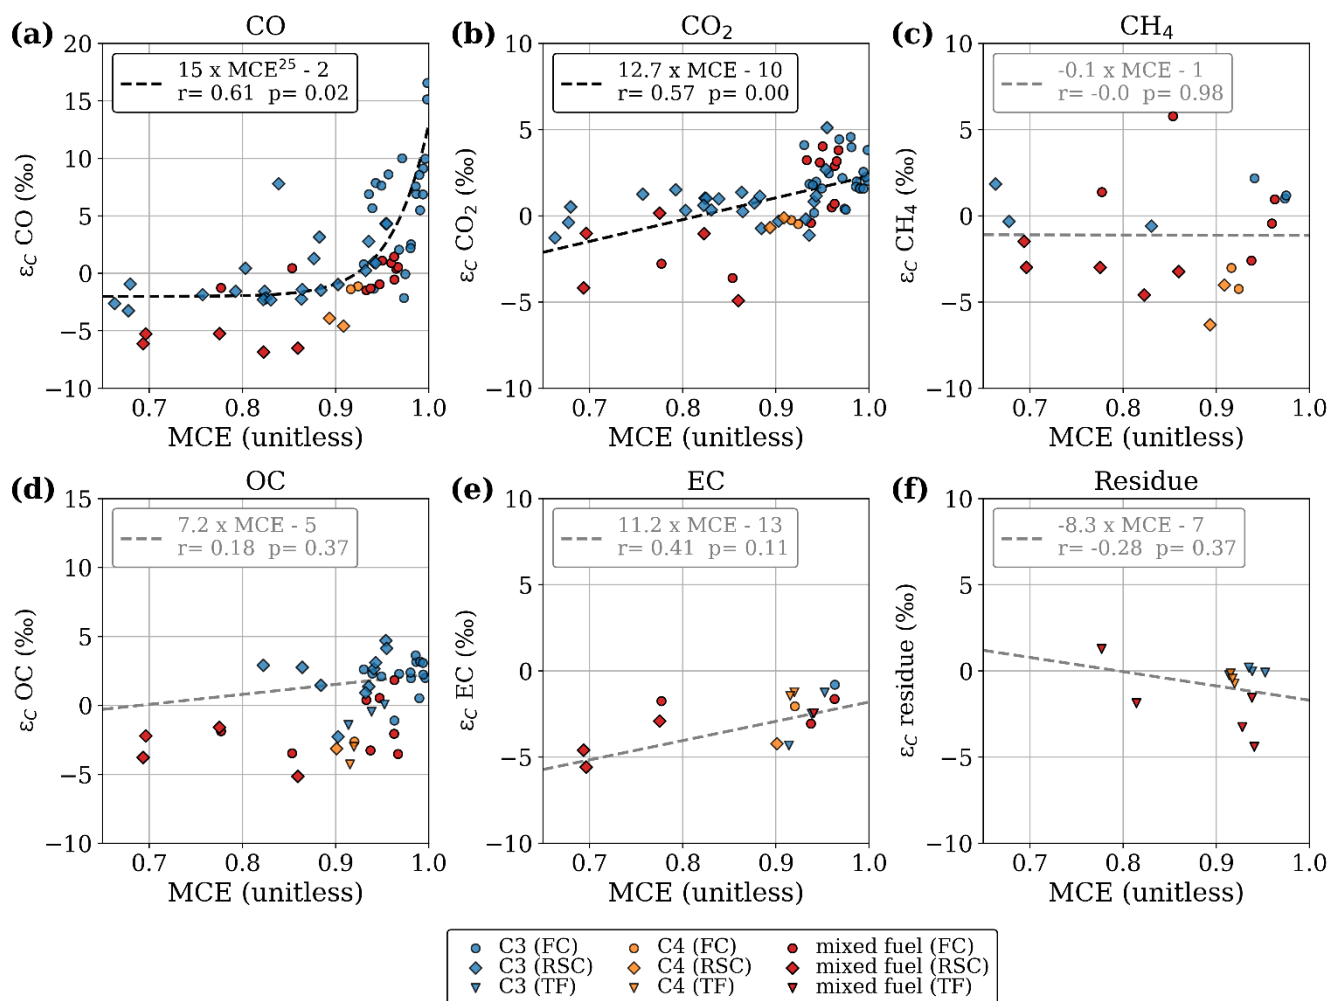 (a) CO
15 x MCE²⁵ - 2
r= 0.61 p= 0.02
20
15
10
5
0
−5
−10
ε_C CO (‰)
0.7 0.8 0.9 1.0
MCE (unitless)
(b) CO₂
12.7 x MCE - 10
r= 0.57 p= 0.00
10
5
0
−5
−10
ε_C CO₂ (‰)
0.7 0.8 0.9 1.0
MCE (unitless)
(c) CH₄
-0.1 x MCE - 1
r= -0.0 p= 0.98
10
5
0
−5
−10
ε_C CH₄ (‰)
0.7 0.8 0.9 1.0
MCE (unitless)
(d) OC
7.2 x MCE - 5
r= 0.18 p= 0.37
15
10
5
0
−5
−10
ε_C OC (‰)
0.7 0.8 0.9 1.0
MCE (unitless)
(e) EC
11.2 x MCE - 13
r= 0.41 p= 0.11
10
5
0
−5
−10
ε_C EC (‰)
0.7 0.8 0.9 1.0
MCE (unitless)
(f) Residue
-8.3 x MCE - 7
r= -0.28 p= 0.37
10
5
0
−5
−10
ε_C residue (‰)
0.7 0.8 0.9 1.0
MCE (unitless)
C3 (FC) C4 (FC) mixed fuel (FC)
C3 (RSC) C4 (RSC) mixed fuel (RSC)
C3 (TF) C4 (TF) mixed fuel (TF)